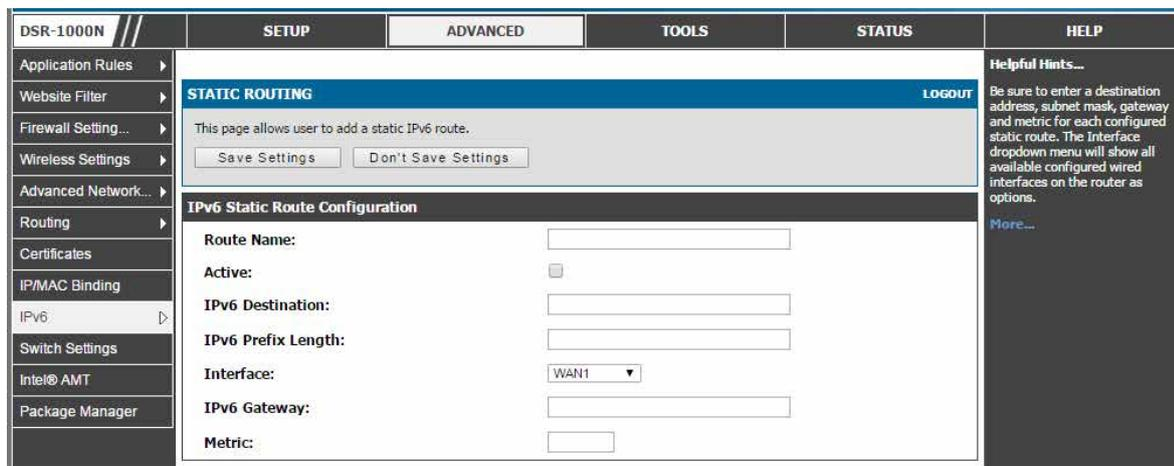 DSR-1000N
SETUP
ADVANCED
TOOLS
STATUS
HELP
Application Rules
Website Filter
Firewall Setting...
Wireless Settings
Advanced Network...
Routing
Certificates
IP/MAC Binding
IPv6
Switch Settings
Intel® AMT
Package Manager
STATIC ROUTING
LOGOUT
This page allows user to add a static IPv6 route.
Save Settings
Don't Save Settings
IPv6 Static Route Configuration
Route Name:
Active:
IPv6 Destination:
IPv6 Prefix Length:
Interface:
WAN1
IPv6 Gateway:
Metric:
Helpful Hints...
Be sure to enter a destination
address, subnet mask, gateway
and metric for each configured
static route. The Interface
dropdown menu will show all
available configured wired
interfaces on the router as
options.
More...